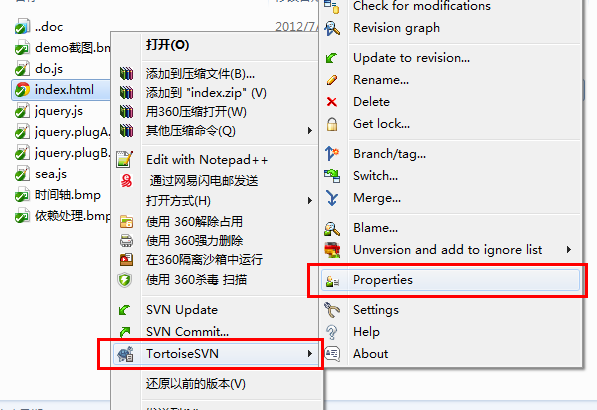 ..doc
2012/7/
demo截图.bm
do.js
index.html
jquery.js
jquery.plugA.
jquery.plugB.
sea.js
时间轴.bmp
依赖处理.bmp
打开(O)
添加到压缩文件(B)...
添加到 "index.zip" (V)
用360压缩打开(W)
其他压缩命令(Q)
Edit with Notepad++
通过网易闪电邮发送
打开方式(H)
使用 360解除占用
使用 360强力删除
在360隔离沙箱中运行
使用 360杀毒 扫描
SVN Update
SVN Commit...
TortoiseSVN
还原以前的版本(V)
Check for modifications
Revision graph
Update to revision...
Rename...
Delete
Get lock...
Branch/tag...
Switch...
Merge...
Blame...
Unversion and add to ignore list
Properties
Settings
Help
About